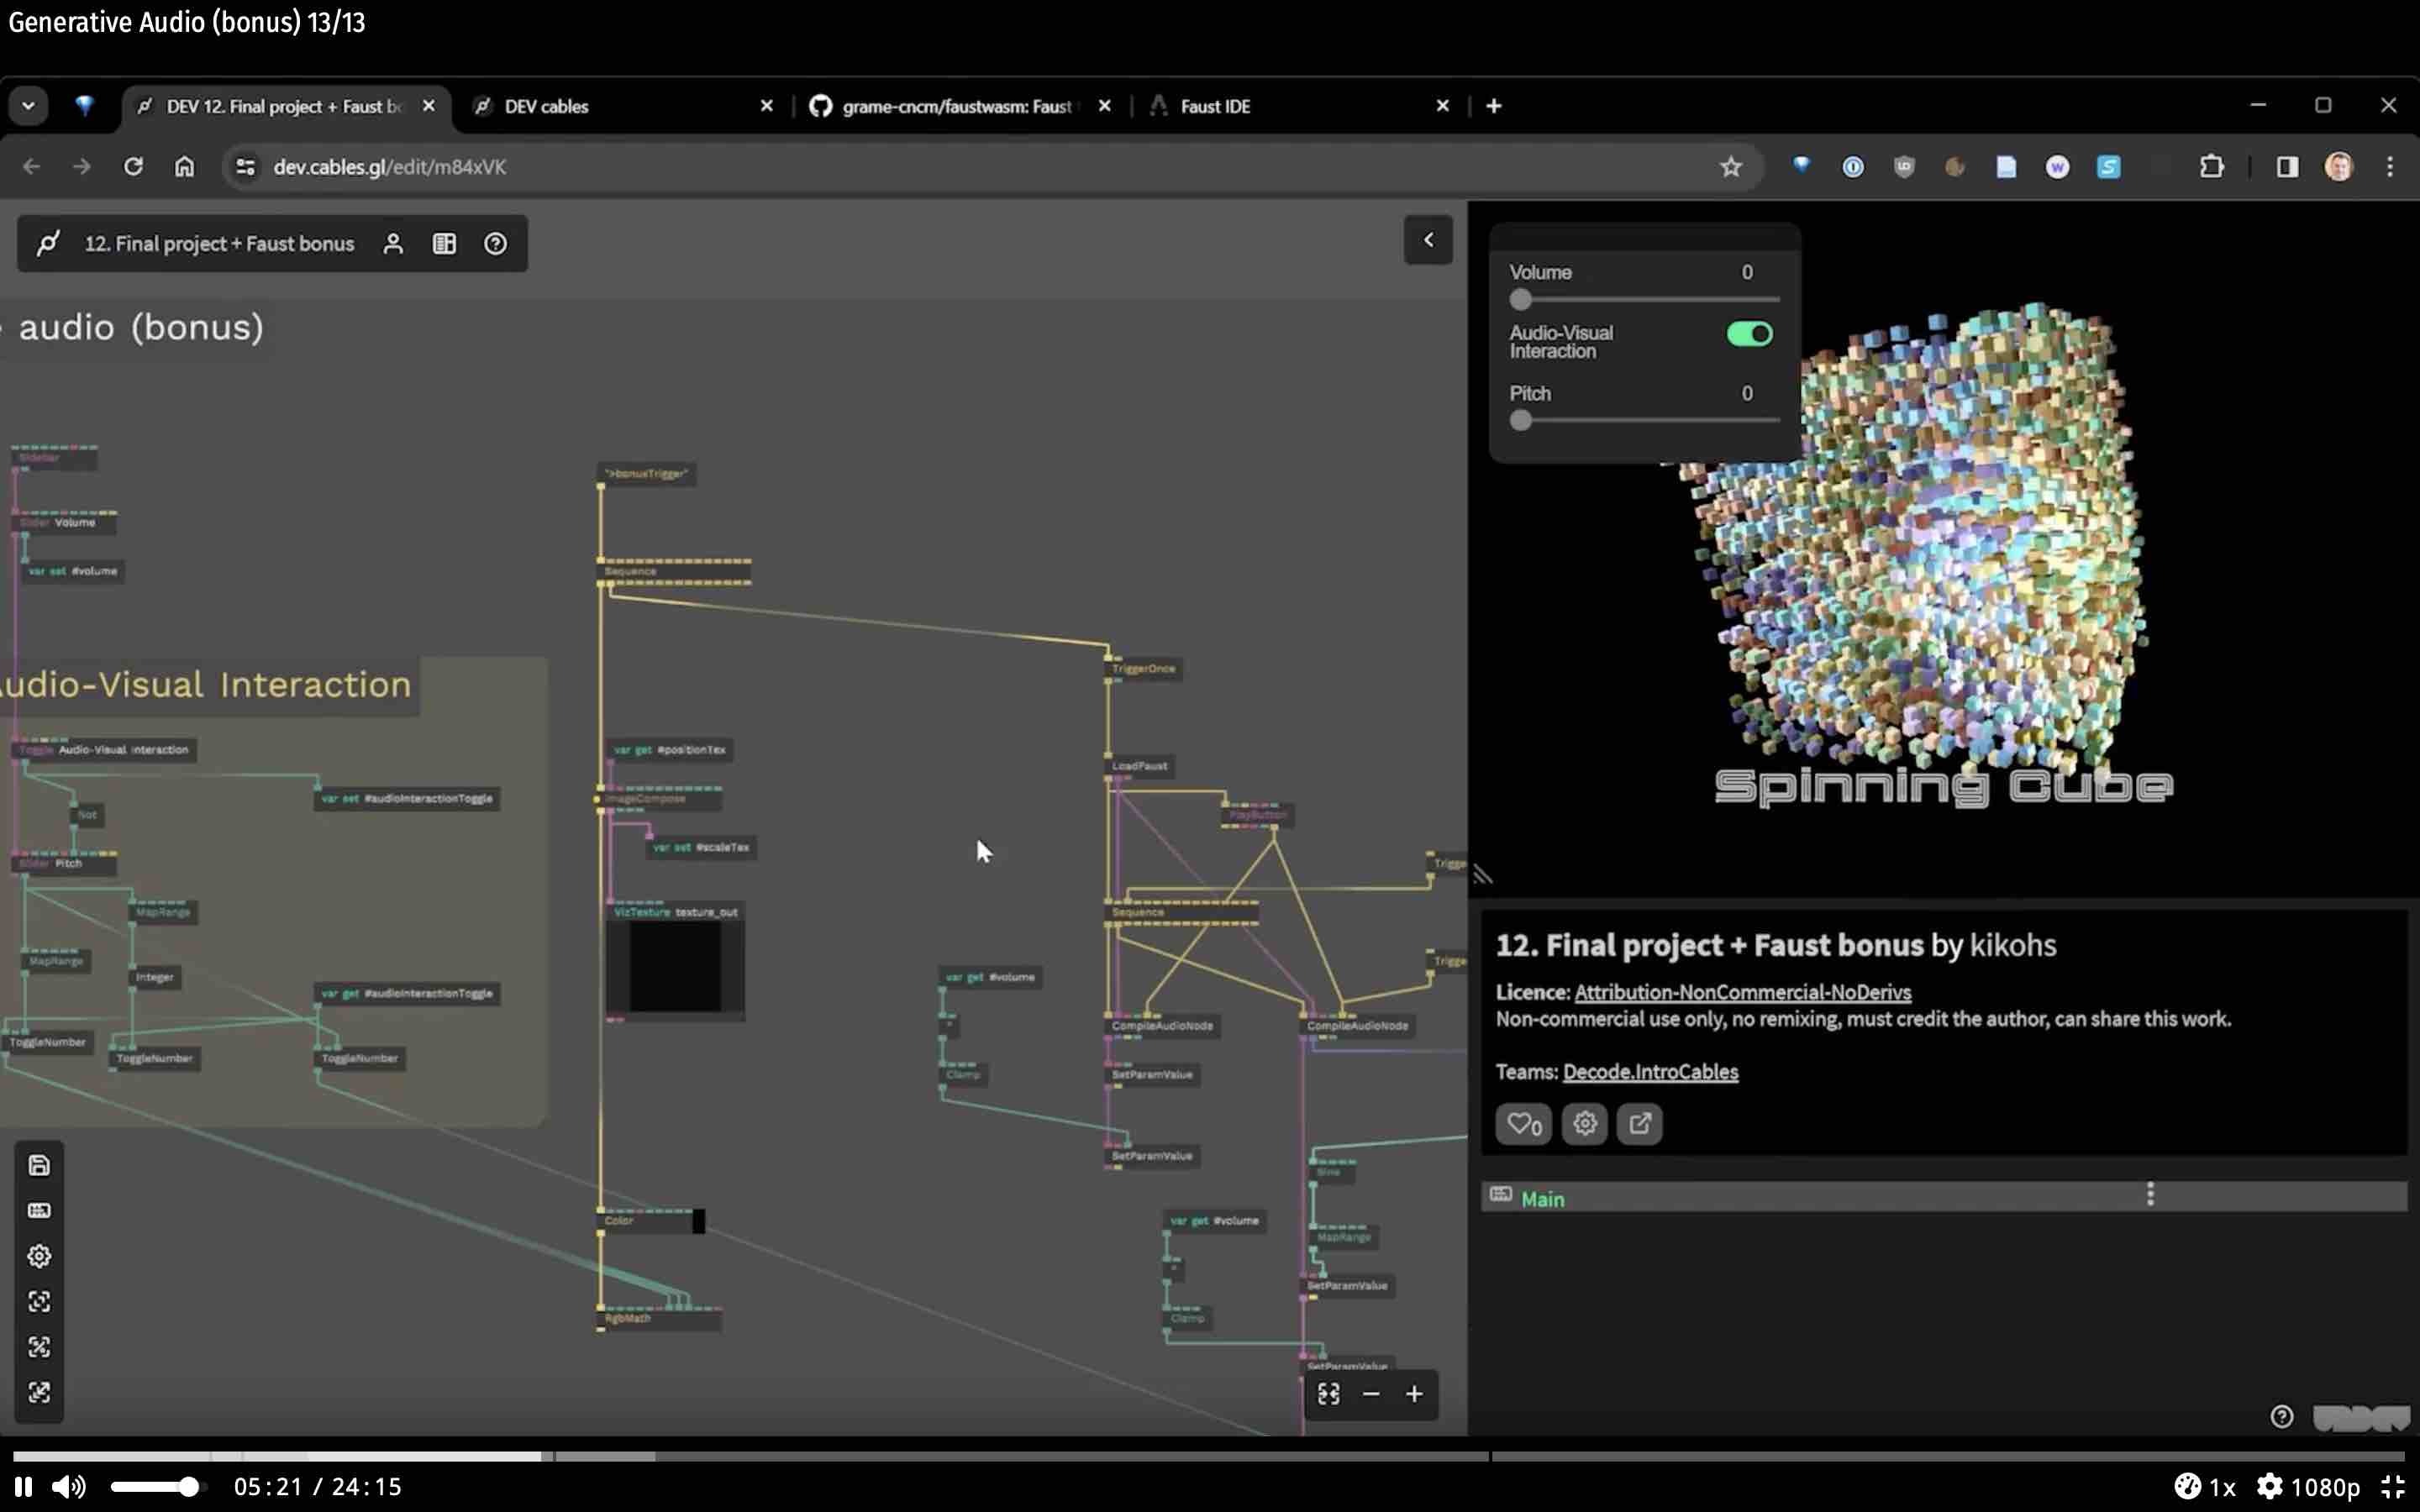 Generative Audio (bonus) 13/13
DEV 12. Final project + Faust bo
DEV cables
grame-cncm/faustwasm: Faust
Faust IDE
dev.cables.gl/edit/m84xVK
12. Final project + Faust bonus
audio (bonus)
Volume 0
Audio-Visual
Interaction
Pitch 0
Spinning Cube
Sidebar
Slider Volume
var set #volume
">bonusTrigger"
Sequence
TriggerOnce
Audio-Visual Interaction
Toggle Audio-Visual Interaction
var set #audioInteractionToggle
Not
Slider Pitch
MapRange
MapRange
Integer
var get #audioInteractionToggle
ToggleNumber
ToggleNumber
ToggleNumber
var get #positionTex
ImageCompose
var set #scaleTex
VizTexture texture_out
LoadFaust
PlayButton
Trigge
Sequence
Trigge
var get #volume
*
Clamp
CompileAudioNode
CompileAudioNode
SetParamValue
SetParamValue
Sine
Color
var get #volume
MapRange
*
SetParamValue
RgbMath
Clamp
SetParamValue
12. Final project + Faust bonus by kikohs
Licence: Attribution-NonCommercial-NoDerivs
Non-commercial use only, no remixing, must credit the author, can share this work.
Teams: Decode.IntroCables
0
Main
05:21 / 24:15
1x
1080p